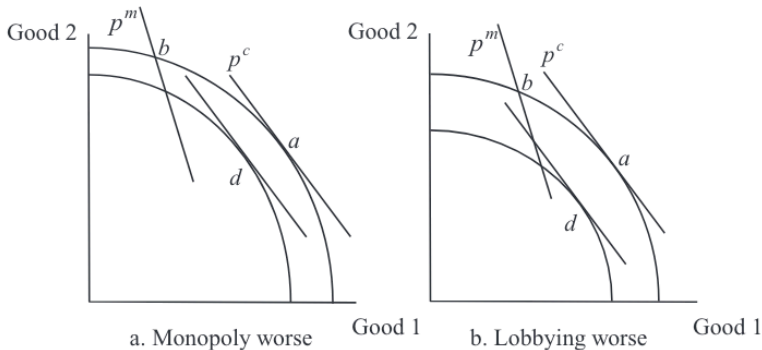 Good 2
p^m
b
p^c
a
d
Good 1
a. Monopoly worse
Good 2
p^m
b
p^c
a
d
Good 1
b. Lobbying worse